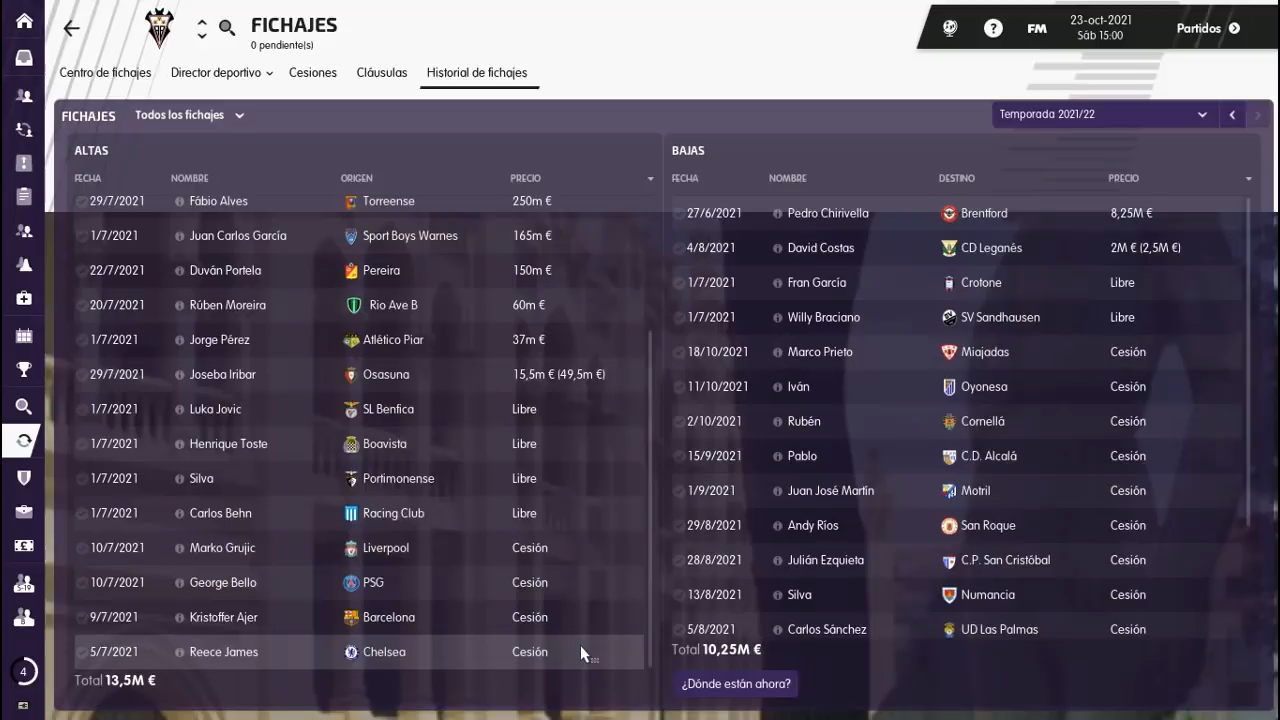 FICHAJES
0 pendiente(s)
FM
23-oct-2021
Sáb 15:00
Partidos
Centro de fichajes Director deportivo Cesiones Cláusulas Historial de fichajes
FICHAJES Todos los fichajes Temporada 2021/22
ALTAS
FECHA NOMBRE ORIGEN PRECIO
29/7/2021 Fábio Alves Torreense 250m €
1/7/2021 Juan Carlos García Sport Boys Warnes 165m €
22/7/2021 Duván Portela Pereira 150m €
20/7/2021 Rúben Moreira Rio Ave B 60m €
1/7/2021 Jorge Pérez Atlético Piar 37m €
29/7/2021 Joseba Iribar Osasuna 15,5m € (49,5m €)
1/7/2021 Luka Jovic SL Benfica Libre
1/7/2021 Henrique Toste Boavista Libre
1/7/2021 Silva Portimonense Libre
1/7/2021 Carlos Behn Racing Club Libre
10/7/2021 Marko Grujic Liverpool Cesión
10/7/2021 George Bello PSG Cesión
9/7/2021 Kristoffer Ajer Barcelona Cesión
5/7/2021 Reece James Chelsea Cesión
Total 13,5M €
BAJAS
FECHA NOMBRE DESTINO PRECIO
27/6/2021 Pedro Chirivella Brentford 8,25M €
4/8/2021 David Costas CD Leganés 2M € (2,5M €)
1/7/2021 Fran García Crotone Libre
1/7/2021 Willy Braciano SV Sandhausen Libre
18/10/2021 Marco Prieto Miajadas Cesión
11/10/2021 Iván Oyonesa Cesión
2/10/2021 Rubén Cornellá Cesión
15/9/2021 Pablo C.D. Alcalá Cesión
1/9/2021 Juan José Martín Motril Cesión
29/8/2021 Andy Ríos San Roque Cesión
28/8/2021 Julián Ezquieta C.P. San Cristóbal Cesión
13/8/2021 Silva Numancia Cesión
5/8/2021 Carlos Sánchez UD Las Palmas Cesión
Total 10,25M €
¿Dónde están ahora?
S-19
B
4